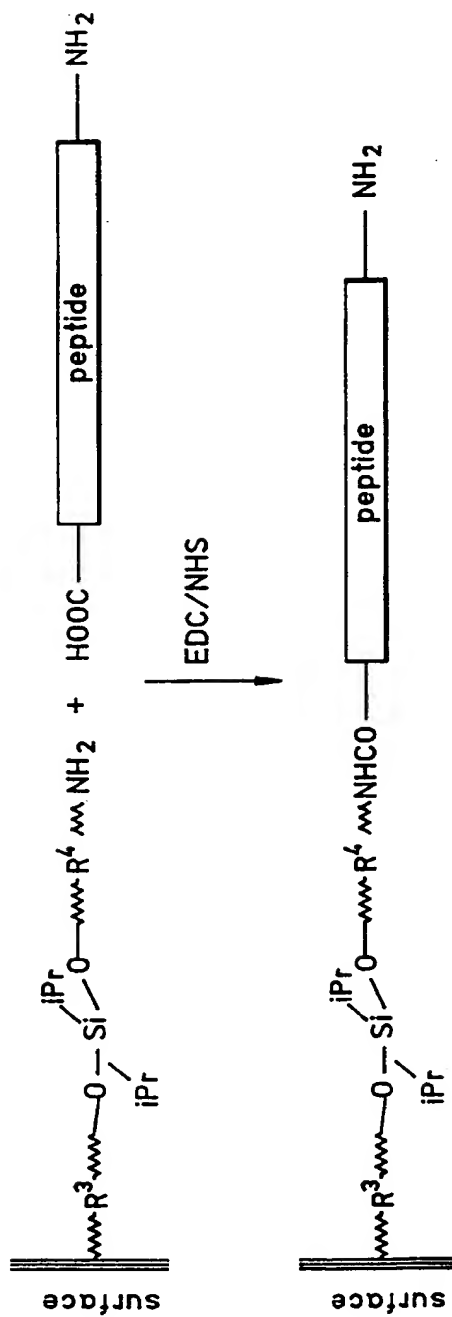 surface
R³
O
Si
iPr
iPr
O
R⁴
NH₂ + HOOC
peptide
NH₂
EDC/NHS
surface
R³
O
Si
iPr
iPr
O
R⁴
NHCO
peptide
NH₂